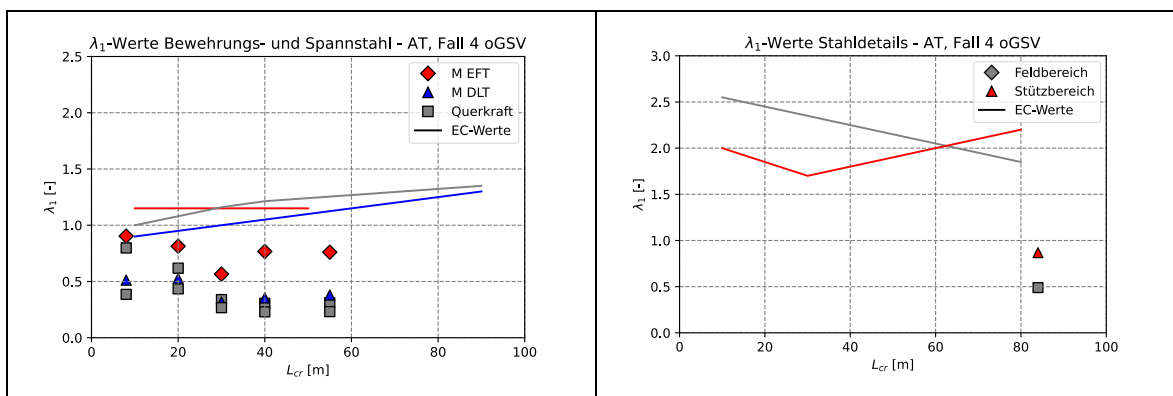 λ₁-Werte Bewehrungs- und Spannstahl - AT, Fall 4 oGSV
2.5
2.0
1.5
1.0
0.5
0.0
λ₁ [-]
M EFT
M DLT
Querkraft
EC-Werte
0 20 40 60 80 100
L_cr [m]
λ₁-Werte Stahldetails - AT, Fall 4 oGSV
3.0
2.5
2.0
1.5
1.0
0.5
0.0
λ₁ [-]
Feldbereich
Stützbereich
EC-Werte
0 20 40 60 80 100
L_cr [m]